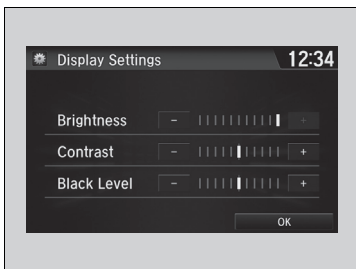 Display Settings 12:34
Brightness - +
Contrast - +
Black Level - +
OK